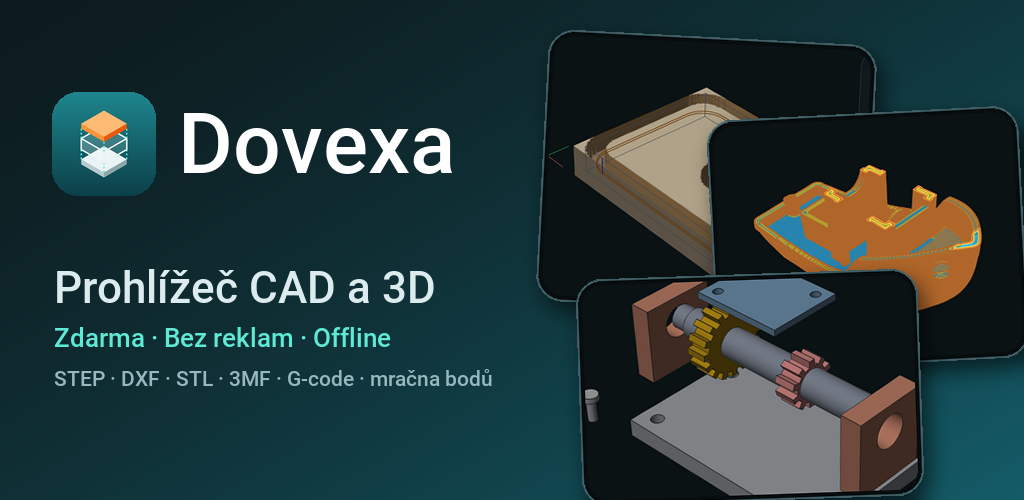 Dovexa
Prohlížeč CAD a 3D
Zdarma · Bez reklam · Offline
STEP · DXF · STL · 3MF · G-code · mračna bodů